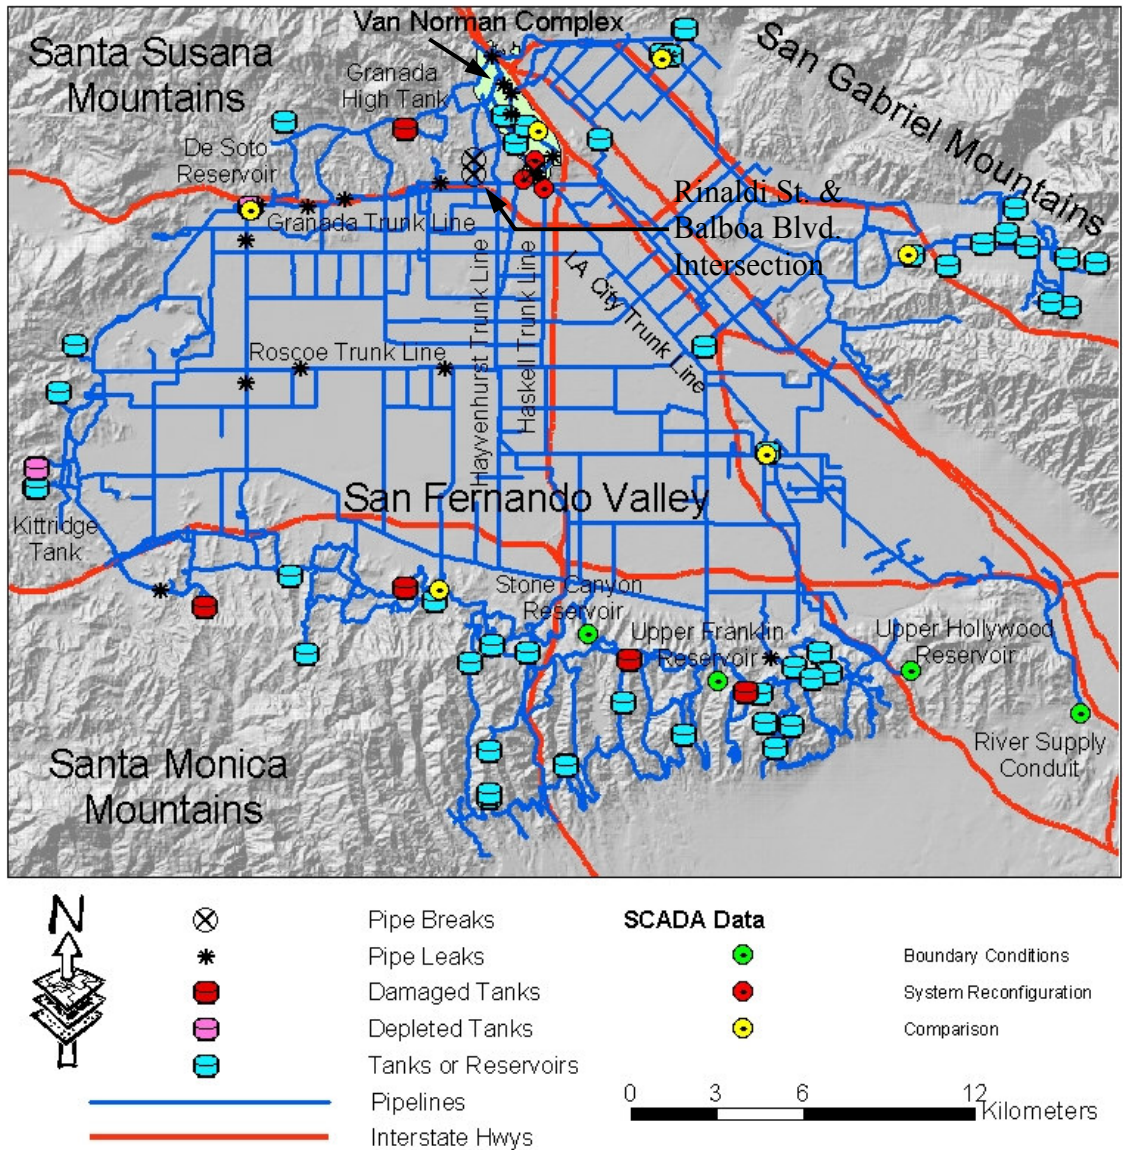 Van Norman Complex
Santa Susana
Mountains
Granada
High Tank
San Gabriel Mountains
De Soto
Reservoir
Granada Trunk Line
Rinaldi St. &
Balboa Blvd.
Intersection
LA City Trunk Line
Hayvenhurst Trunk Line
Haskell Trunk Line
Roscoe Trunk Line
San Fernando Valley
Kittridge
Tank
Stone Canyon
Reservoir
Upper Franklin
Reservoir
Upper Hollywood
Reservoir
River Supply
Conduit
Santa Monica
Mountains
N
Pipe Breaks
Pipe Leaks
Damaged Tanks
Depleted Tanks
Tanks or Reservoirs
Pipelines
Interstate Hwys
SCADA Data
Boundary Conditions
System Reconfiguration
Comparison
0 3 6 12
Kilometers